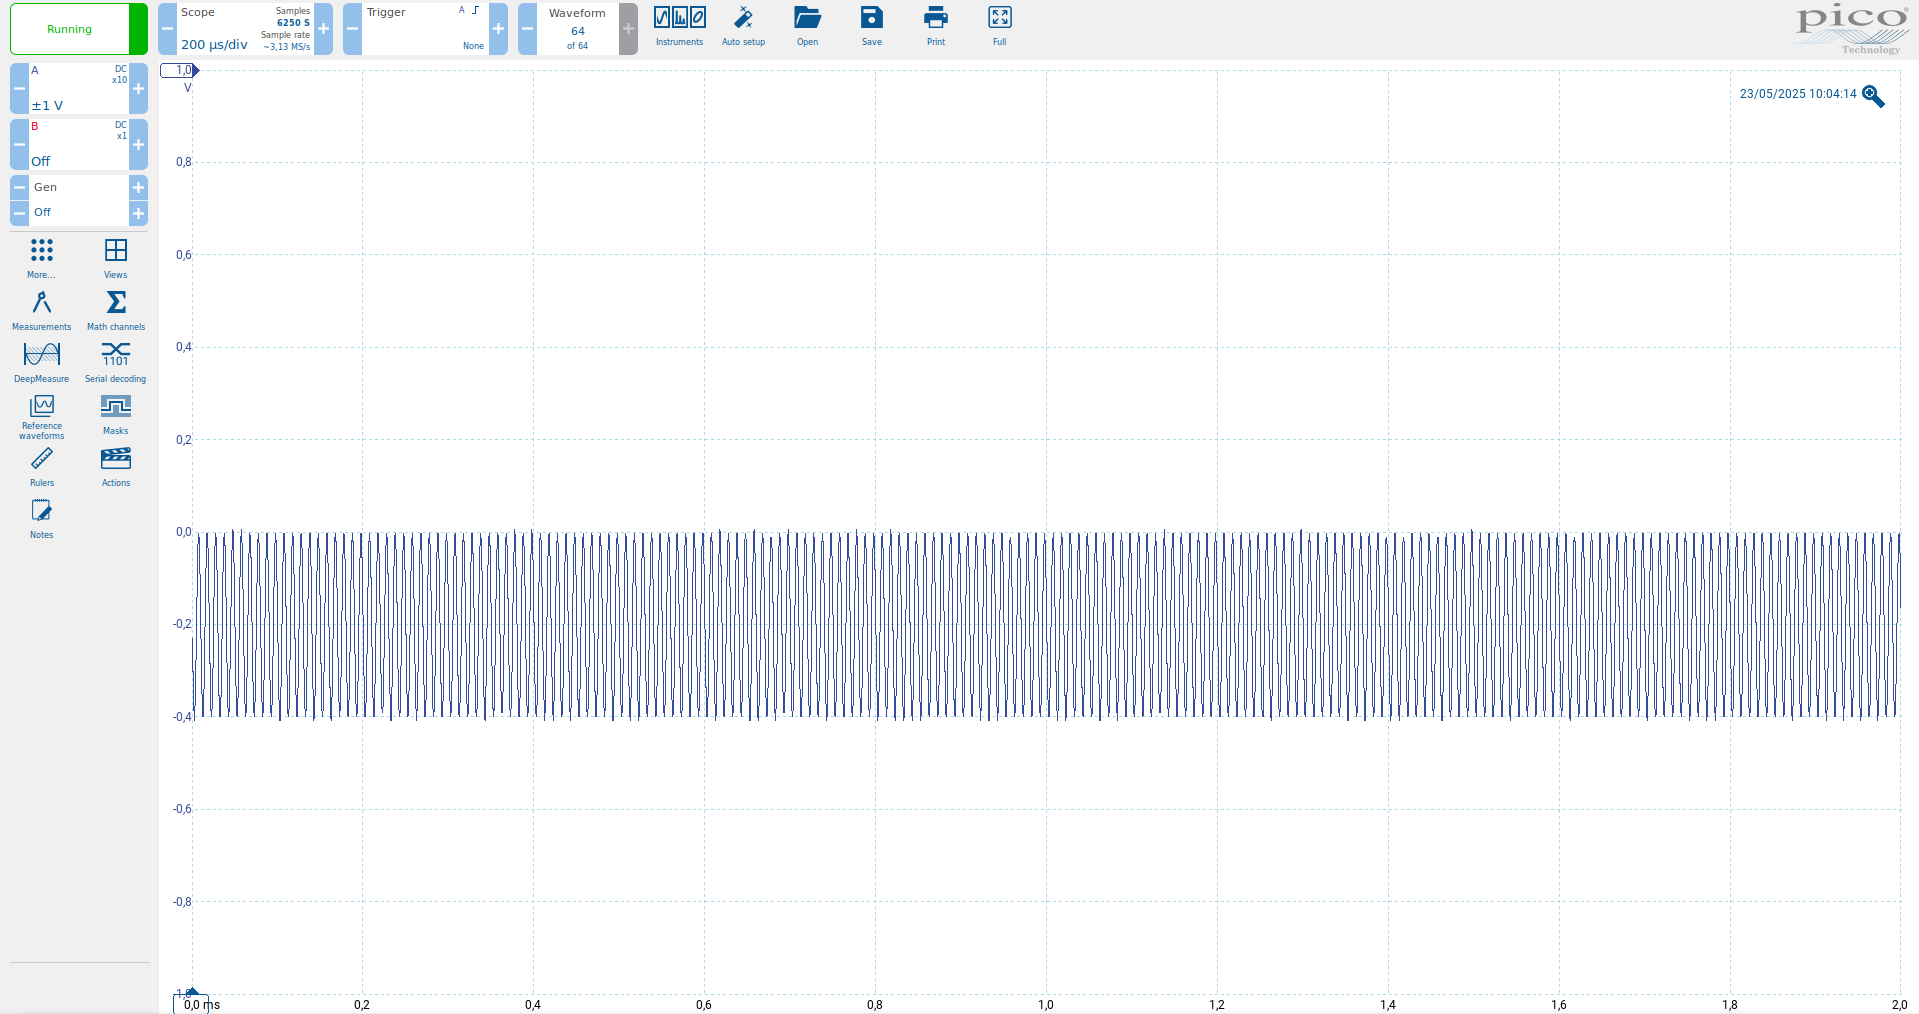 Running
Scope
200 µs/div
Samples
6250 S
Sample rate
~3,13 MS/s
Trigger
A
None
Waveform
64
of 64
Instruments
Auto setup
Open
Save
Print
Full
pico
Technology
A
DC
x10
±1 V
B
DC
x1
Off
Gen
Off
More...
Views
Measurements
Math channels
DeepMeasure
1101
Serial decoding
Reference
waveforms
Masks
Rulers
Actions
Notes
23/05/2025 10:04:14
1,0
V
0,8
0,6
0,4
0,2
0,0
-0,2
-0,4
-0,6
-0,8
-1,0
0,0 ms
0,2
0,4
0,6
0,8
1,0
1,2
1,4
1,6
1,8
2,0